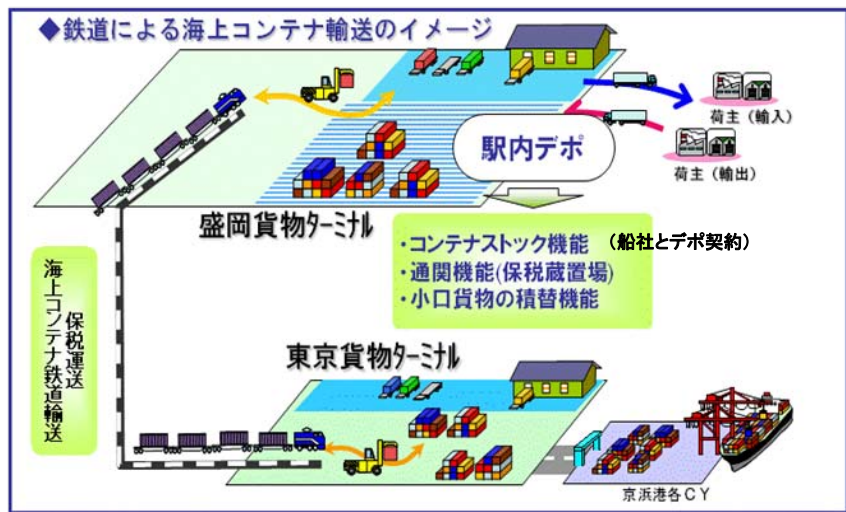 ◆鉄道による海上コンテナ輸送のイメージ
荷主（輸入）
荷主（輸出）
駅内デポ
盛岡貨物ﾀｰﾐﾅﾙ
・コンテナストック機能　（船社とデポ契約）
・通関機能(保税蔵置場)
・小口貨物の積替機能
保税運送
海上コンテナ鉄道輸送
東京貨物ﾀｰﾐﾅﾙ
京浜港各ＣＹ